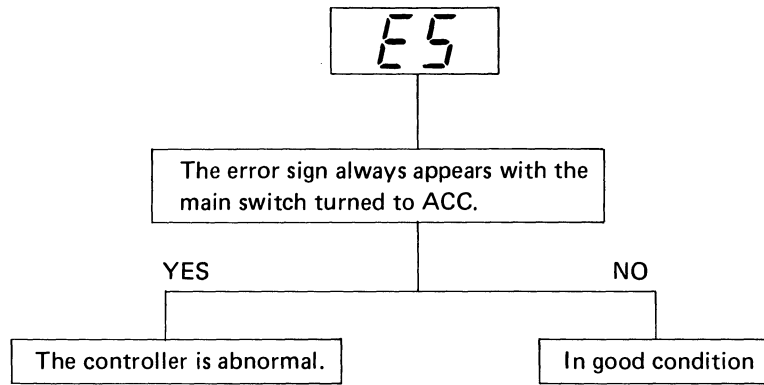 E5
The error sign always appears with the
main switch turned to ACC.
YES
NO
The controller is abnormal.
In good condition